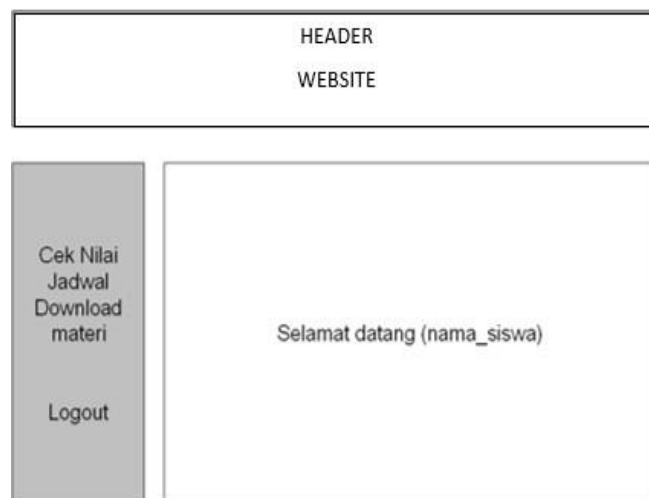 HEADER
WEBSITE
Cek Nilai
Jadwal
Download
materi
Logout
Selamat datang (nama_siswa)